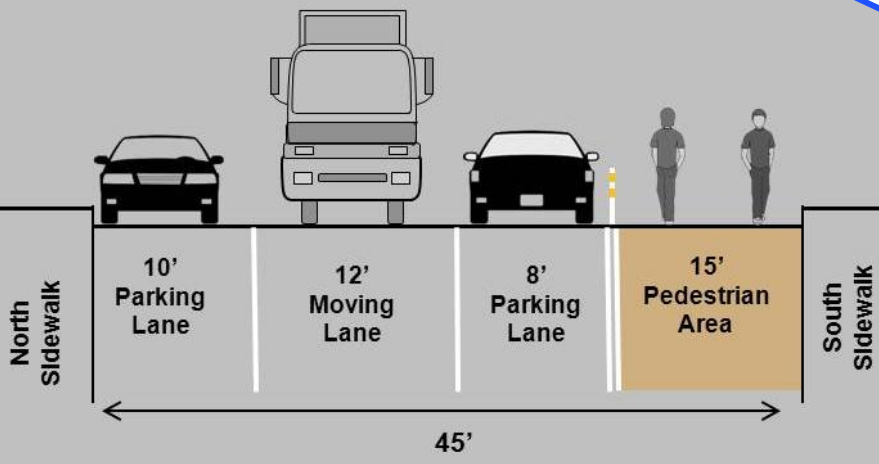 North
SIdewalk
10'
Parking
Lane
12'
Moving
Lane
8'
Parking
Lane
15'
Pedestrian
Area
South
SIdewalk
45'